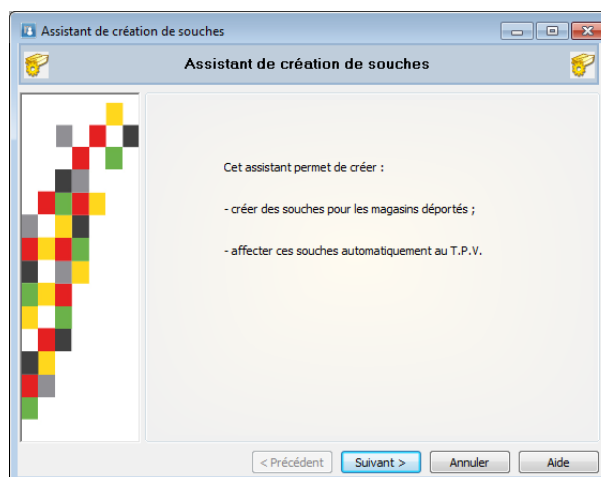 Assistant de création de souches
Assistant de création de souches
Cet assistant permet de créer :
- créer des souches pour les magasins déportés ;
- affecter ces souches automatiquement au T.P.V.
< Précédent Suivant > Annuler Aide